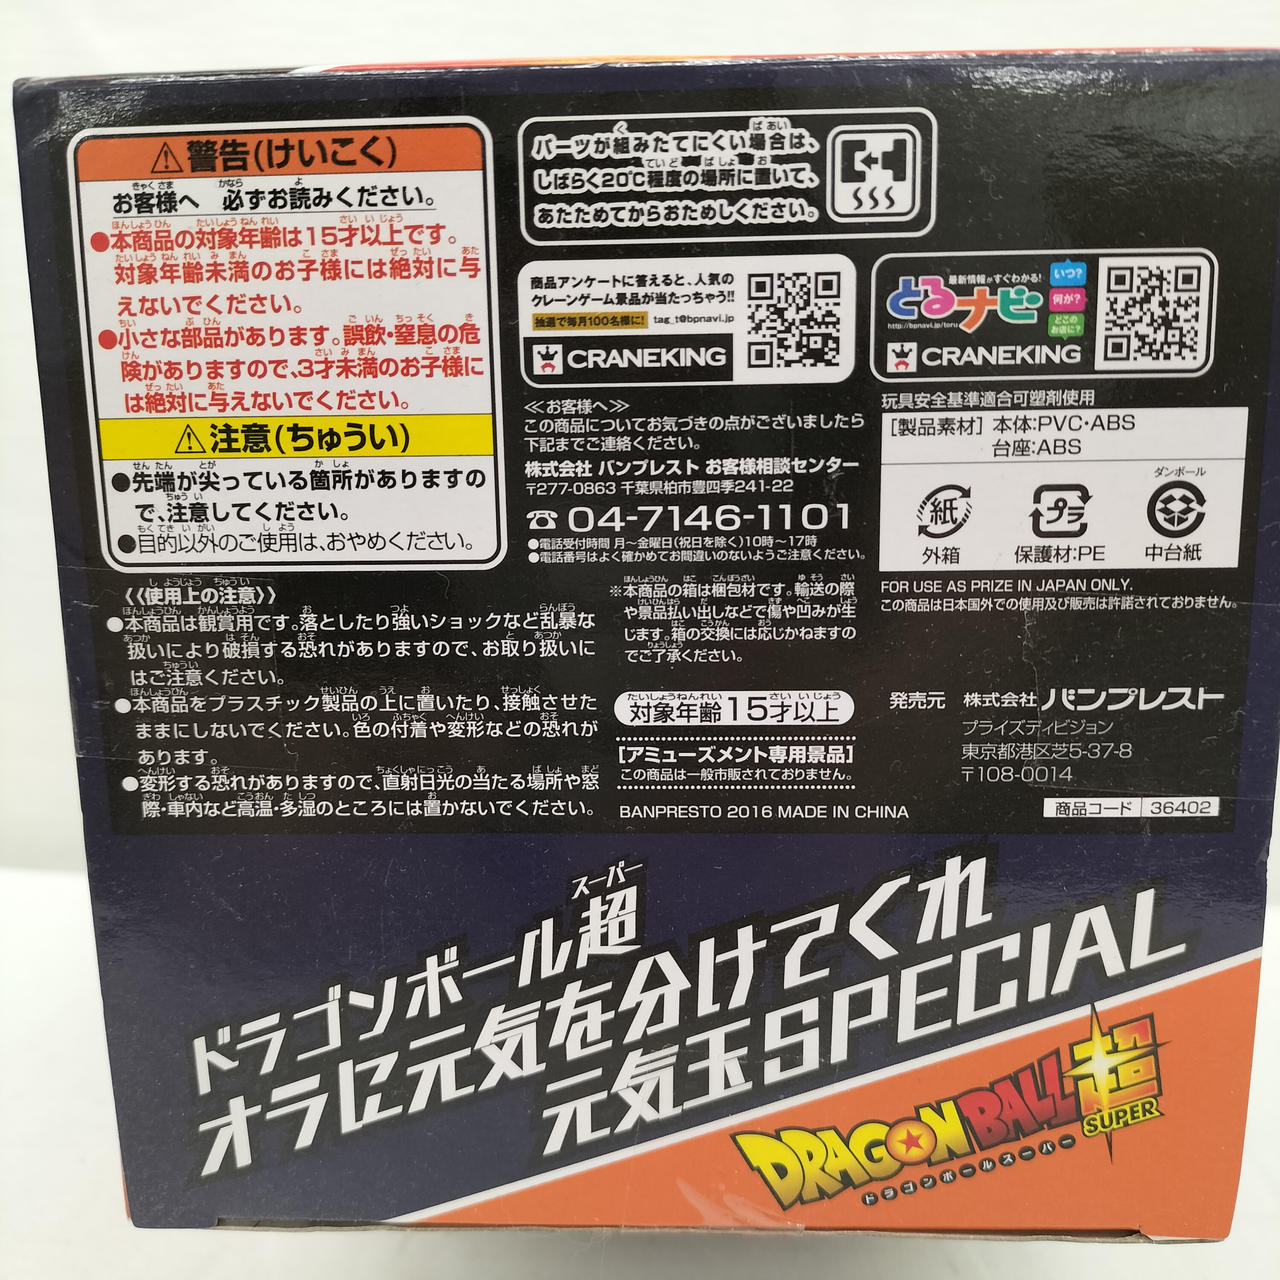 ⚠警告(けいこく)
お客様へ 必ずお読みください。
●本商品の対象年齢は15才以上です。
対象年齢未満のお子様には絶対に与
えないでください。
●小さな部品があります。誤飲・窒息の危
険がありますので、3才未満のお子様に
は絶対に与えないでください。
⚠注意(ちゅうい)
●先端が尖っている箇所がありますの
で、注意してください。
●目的以外のご使用は、おやめください。
《使用上の注意》
●本商品は観賞用です。落としたり強いショックなど乱暴な
扱いにより破損する恐れがありますので、お取り扱いに
はご注意ください。
●本商品をプラスチック製品の上に置いたり、接触させた
ままにしないでください。色の付着や変形などの恐れが
あります。
●変形する恐れがありますので、直射日光の当たる場所や窓
際・車内など高温・多湿のところには置かないでください。
パーツが組みたてにくい場合は、
しばらく20℃程度の場所に置いて、
あたためてからおためしください。
商品アンケートに答えると、人気の
クレーンゲーム景品が当たっちゃう!!
抽選で毎月100名様に! tag_t@bpnavi.jp
CRANEKING
最新情報がすぐわかる!
とるナビ
いつ?
何が?
どこのお店に?
http://bpnavi.jp/toru
CRANEKING
≪お客様へ≫
この商品についてお気づきの点がございましたら
下記までご連絡ください。
株式会社 バンプレスト お客様相談センター
〒277-0863 千葉県柏市豊四季241-22
☎04-7146-1101
●電話受付時間 月～金曜日(祝日を除く)10時～17時
●電話番号はよく確かめてお間違いのないようご注意ください。
※本商品の箱は梱包材です。輸送の際
や景品払い出しなどで傷や凹みが生
じます。箱の交換には応じかねますの
でご了承ください。
対象年齢15才以上
[アミューズメント専用景品]
この商品は一般市販されておりません。
BANPRESTO 2016 MADE IN CHINA
玩具安全基準適合可塑剤使用
[製品素材] 本体:PVC・ABS
台座:ABS
紙
外箱
プラ
保護材:PE
ダンボール
中台紙
FOR USE AS PRIZE IN JAPAN ONLY.
この商品は日本国外での使用及び販売は許諾されておりません。
発売元 株式会社バンプレスト
プライズディビジョン
東京都港区芝5-37-8
〒108-0014
商品コード 36402
スーパー
ドラゴンボール超
オラに元気を分けてくれ
元気玉SPECIAL
DRAGON BALL超
SUPER
ドラゴンボールスーパー